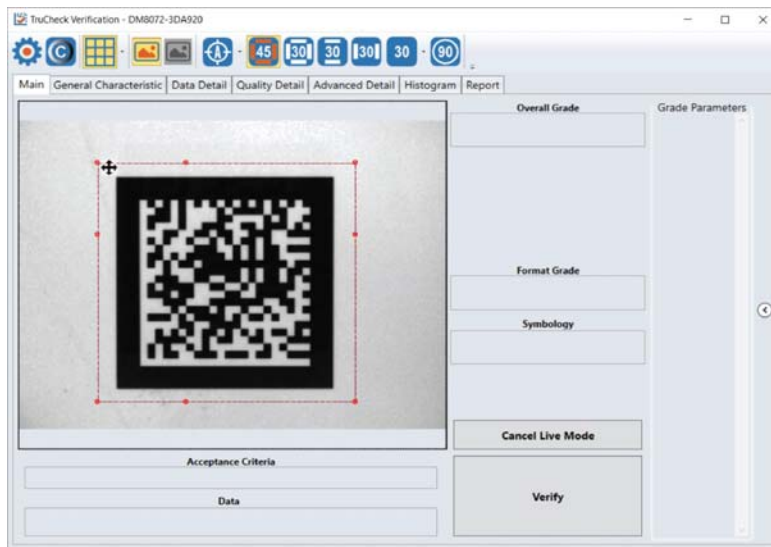 TruCheck Verification - DM8072-3DA920
C A 45 30 30 30 30 90
Main General Characteristic Data Detail Quality Detail Advanced Detail Histogram Report
Overall Grade Grade Parameters
Format Grade
Symbology
Cancel Live Mode
Acceptance Criteria
Data
Verify